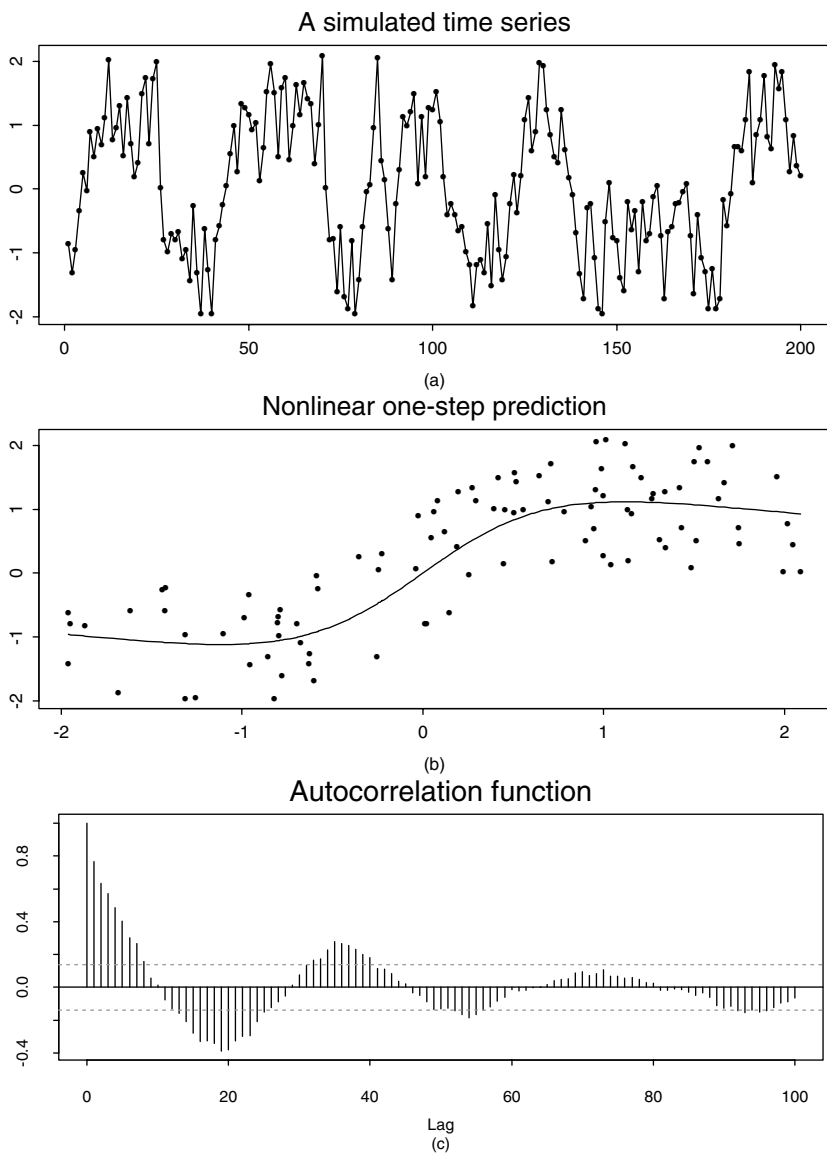 A simulated time series
2
1
0
-1
-2
0 50 100 150 200
(a)
Nonlinear one-step prediction
2
1
0
-1
-2
-2 -1 0 1 2
(b)
Autocorrelation function
0.8
0.4
0.0
-0.4
0 20 40 60 80 100
Lag
(c)